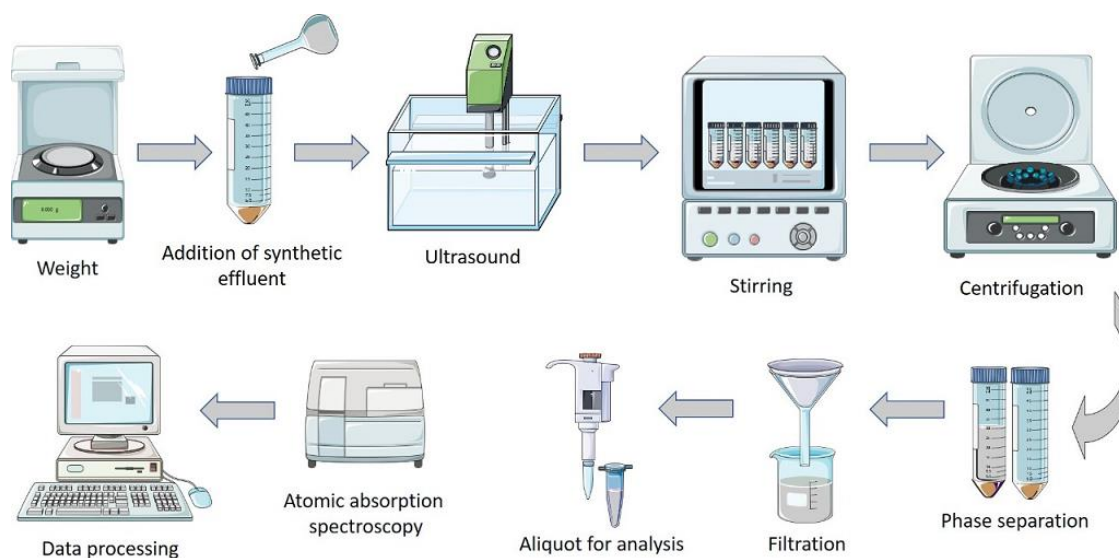 Weight
Addition of synthetic
effluent
Ultrasound
Stirring
Centrifugation
Data processing
Atomic absorption
spectroscopy
Aliquot for analysis
Filtration
Phase separation